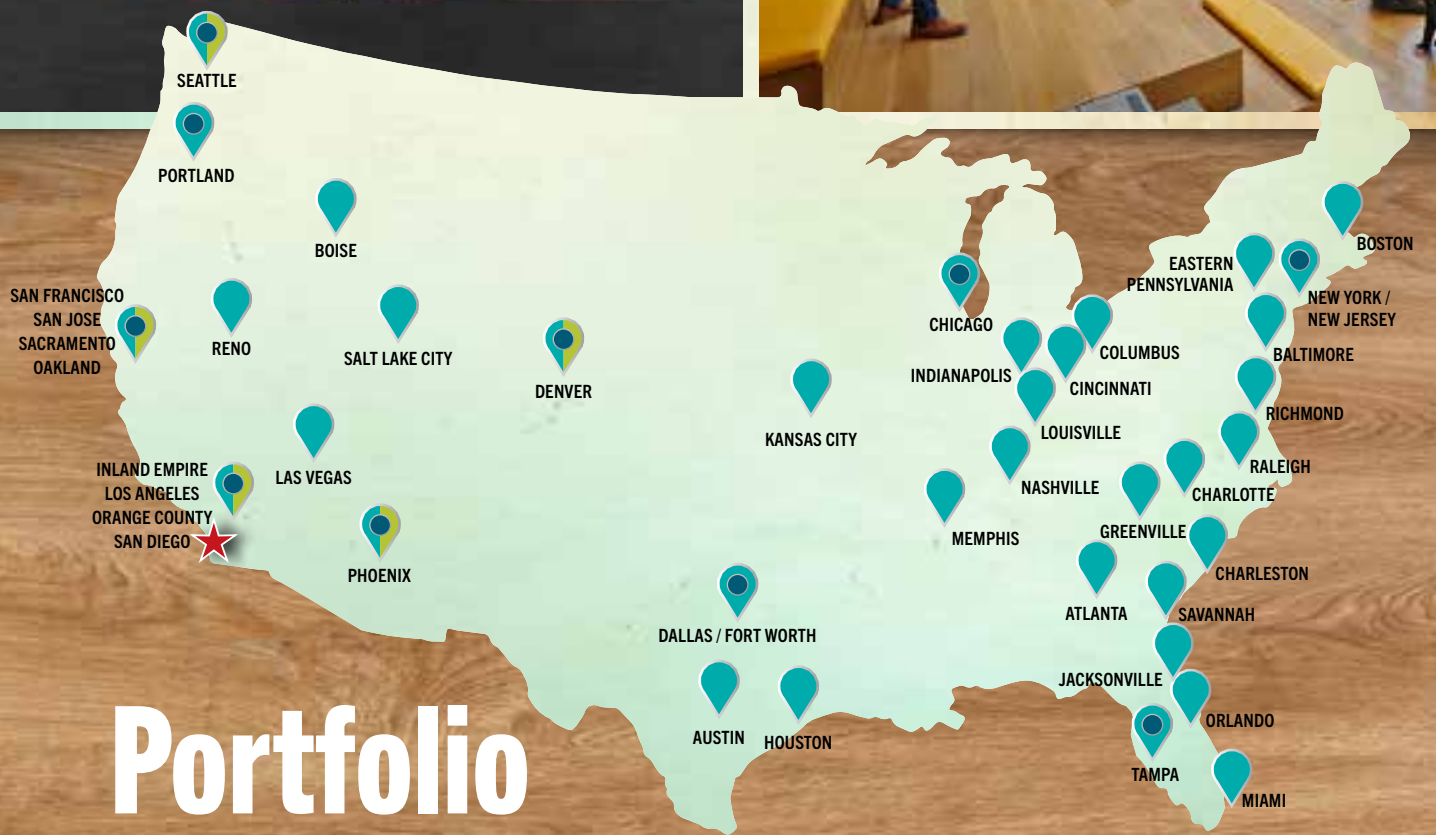 SEATTLE
PORTLAND
BOISE
SAN FRANCISCO
SAN JOSE
SACRAMENTO
OAKLAND
RENO
SALT LAKE CITY
DENVER
INLAND EMPIRE
LOS ANGELES
ORANGE COUNTY
SAN DIEGO
LAS VEGAS
PHOENIX
KANSAS CITY
DALLAS / FORT WORTH
AUSTIN
HOUSTON
CHICAGO
INDIANAPOLIS
COLUMBUS
CINCINNATI
LOUISVILLE
NASHVILLE
MEMPHIS
EASTERN
PENNSYLVANIA
BOSTON
NEW YORK /
NEW JERSEY
BALTIMORE
RICHMOND
RALEIGH
CHARLOTTE
GREENVILLE
CHARLESTON
ATLANTA
SAVANNAH
JACKSONVILLE
ORLANDO
TAMPA
MIAMI
Portfolio